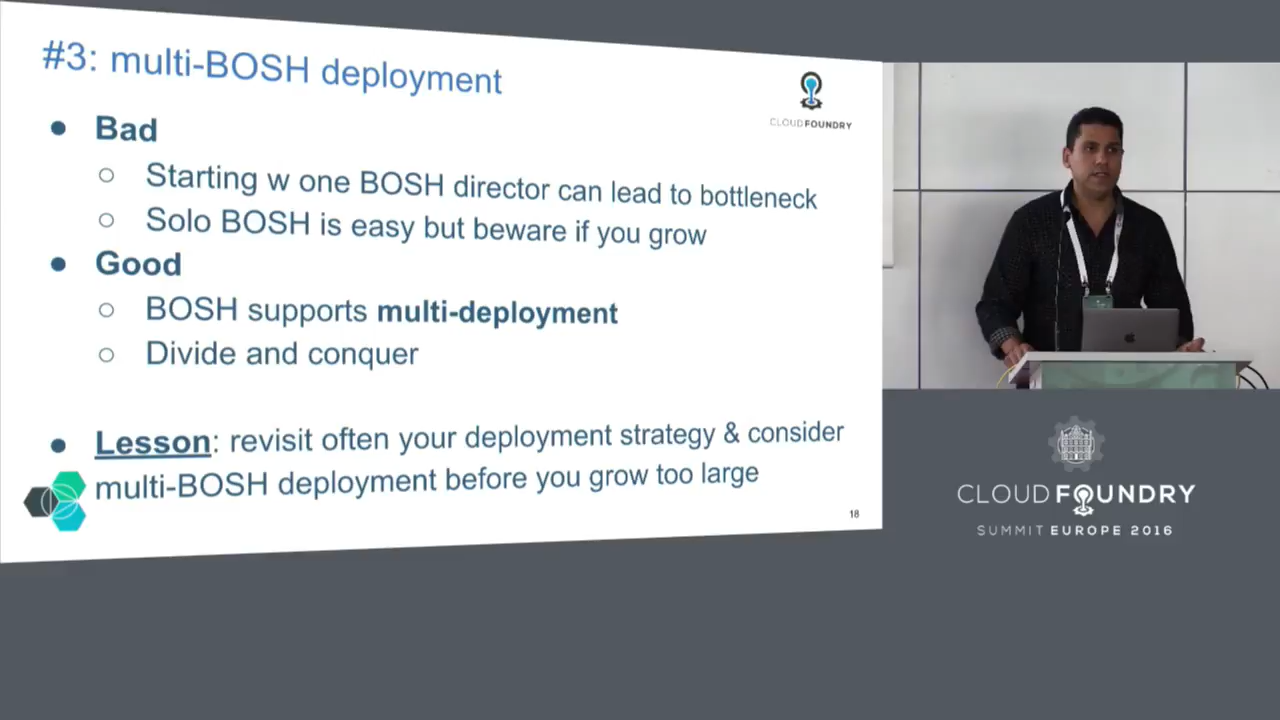 #3: multi-BOSH deployment
CLOUDFOUNDRY
● Bad
○ Starting w one BOSH director can lead to bottleneck
○ Solo BOSH is easy but beware if you grow
● Good
○ BOSH supports multi-deployment
○ Divide and conquer
● Lesson: revisit often your deployment strategy & consider
multi-BOSH deployment before you grow too large
18
CLOUD FOUNDRY
SUMMIT EUROPE 2016